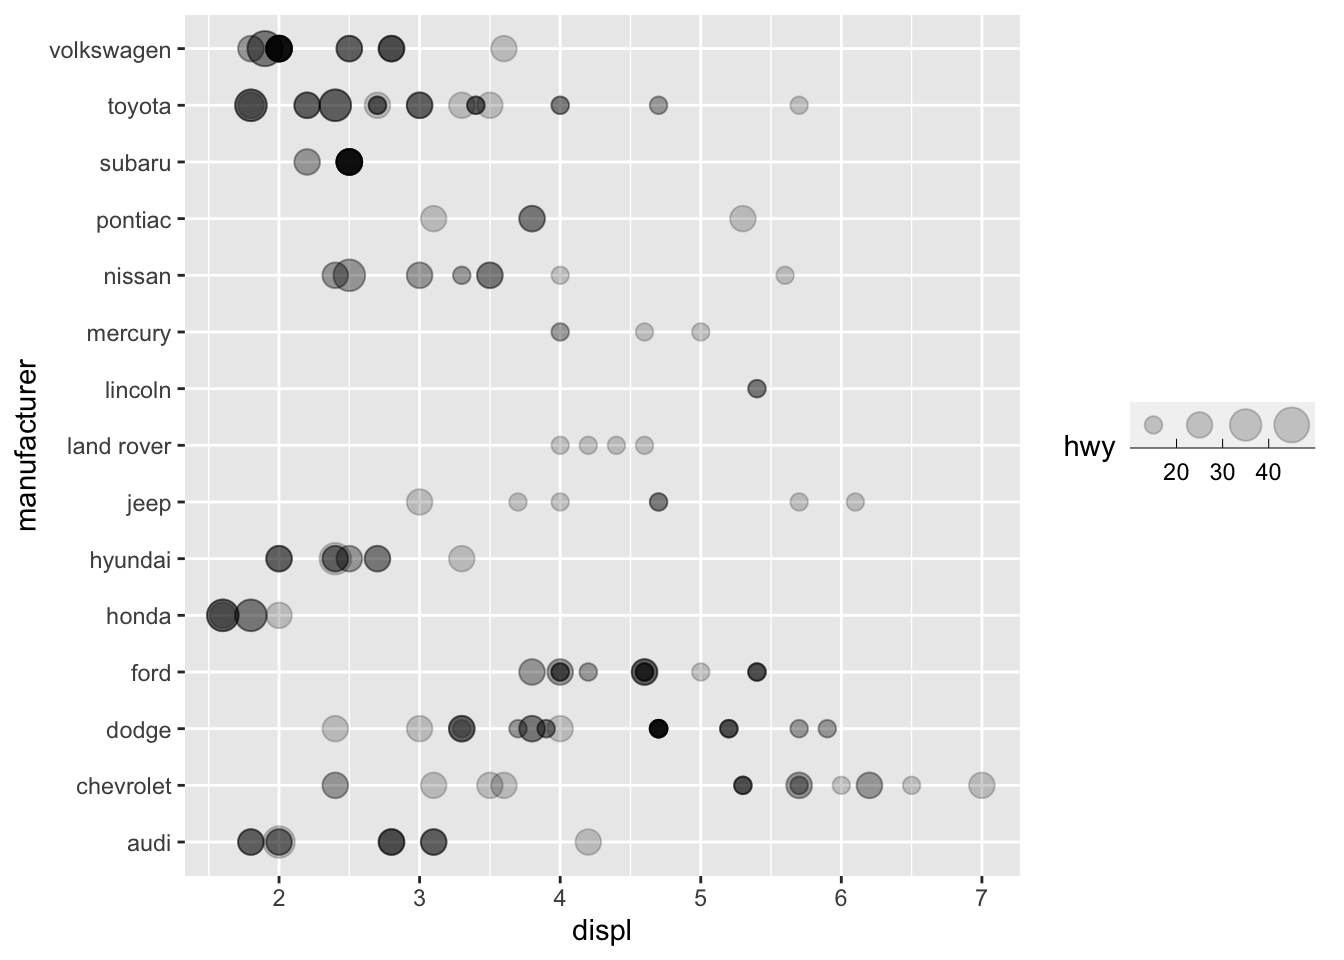 volkswagen
toyota
subaru
pontiac
nissan
mercury
lincoln
land rover
jeep
hyundai
honda
ford
dodge
chevrolet
audi
manufacturer
2 3 4 5 6 7
displ
hwy
20 30 40